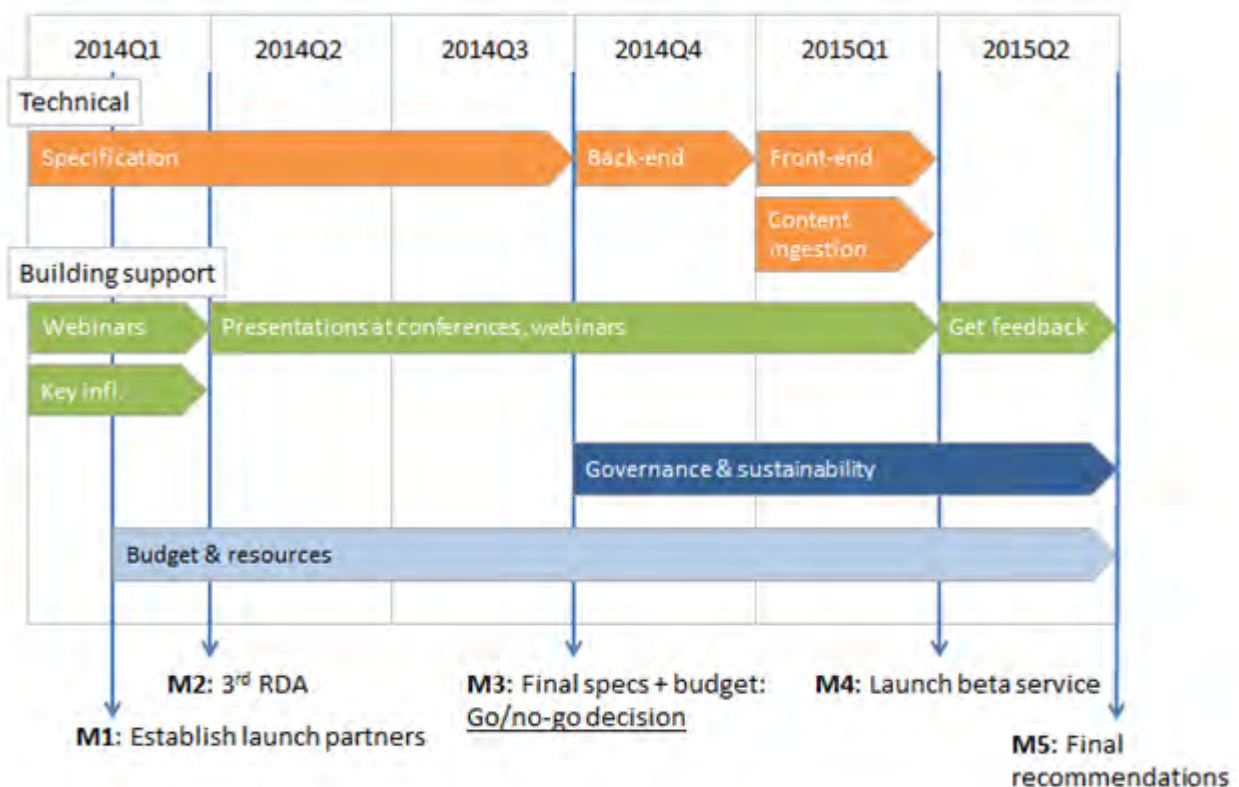 2014Q1 2014Q2 2014Q3 2014Q4 2015Q1 2015Q2
Technical
Specification
Back-end
Front-end
Content
ingestion
Building support
Webinars
Presentations at conferences, webinars
Get feedback
Key infl.
Governance & sustainability
Budget & resources
M2: 3rd RDA
M3: Final specs + budget:
Go/no-go decision
M4: Launch beta service
M1: Establish launch partners
M5: Final
recommendations